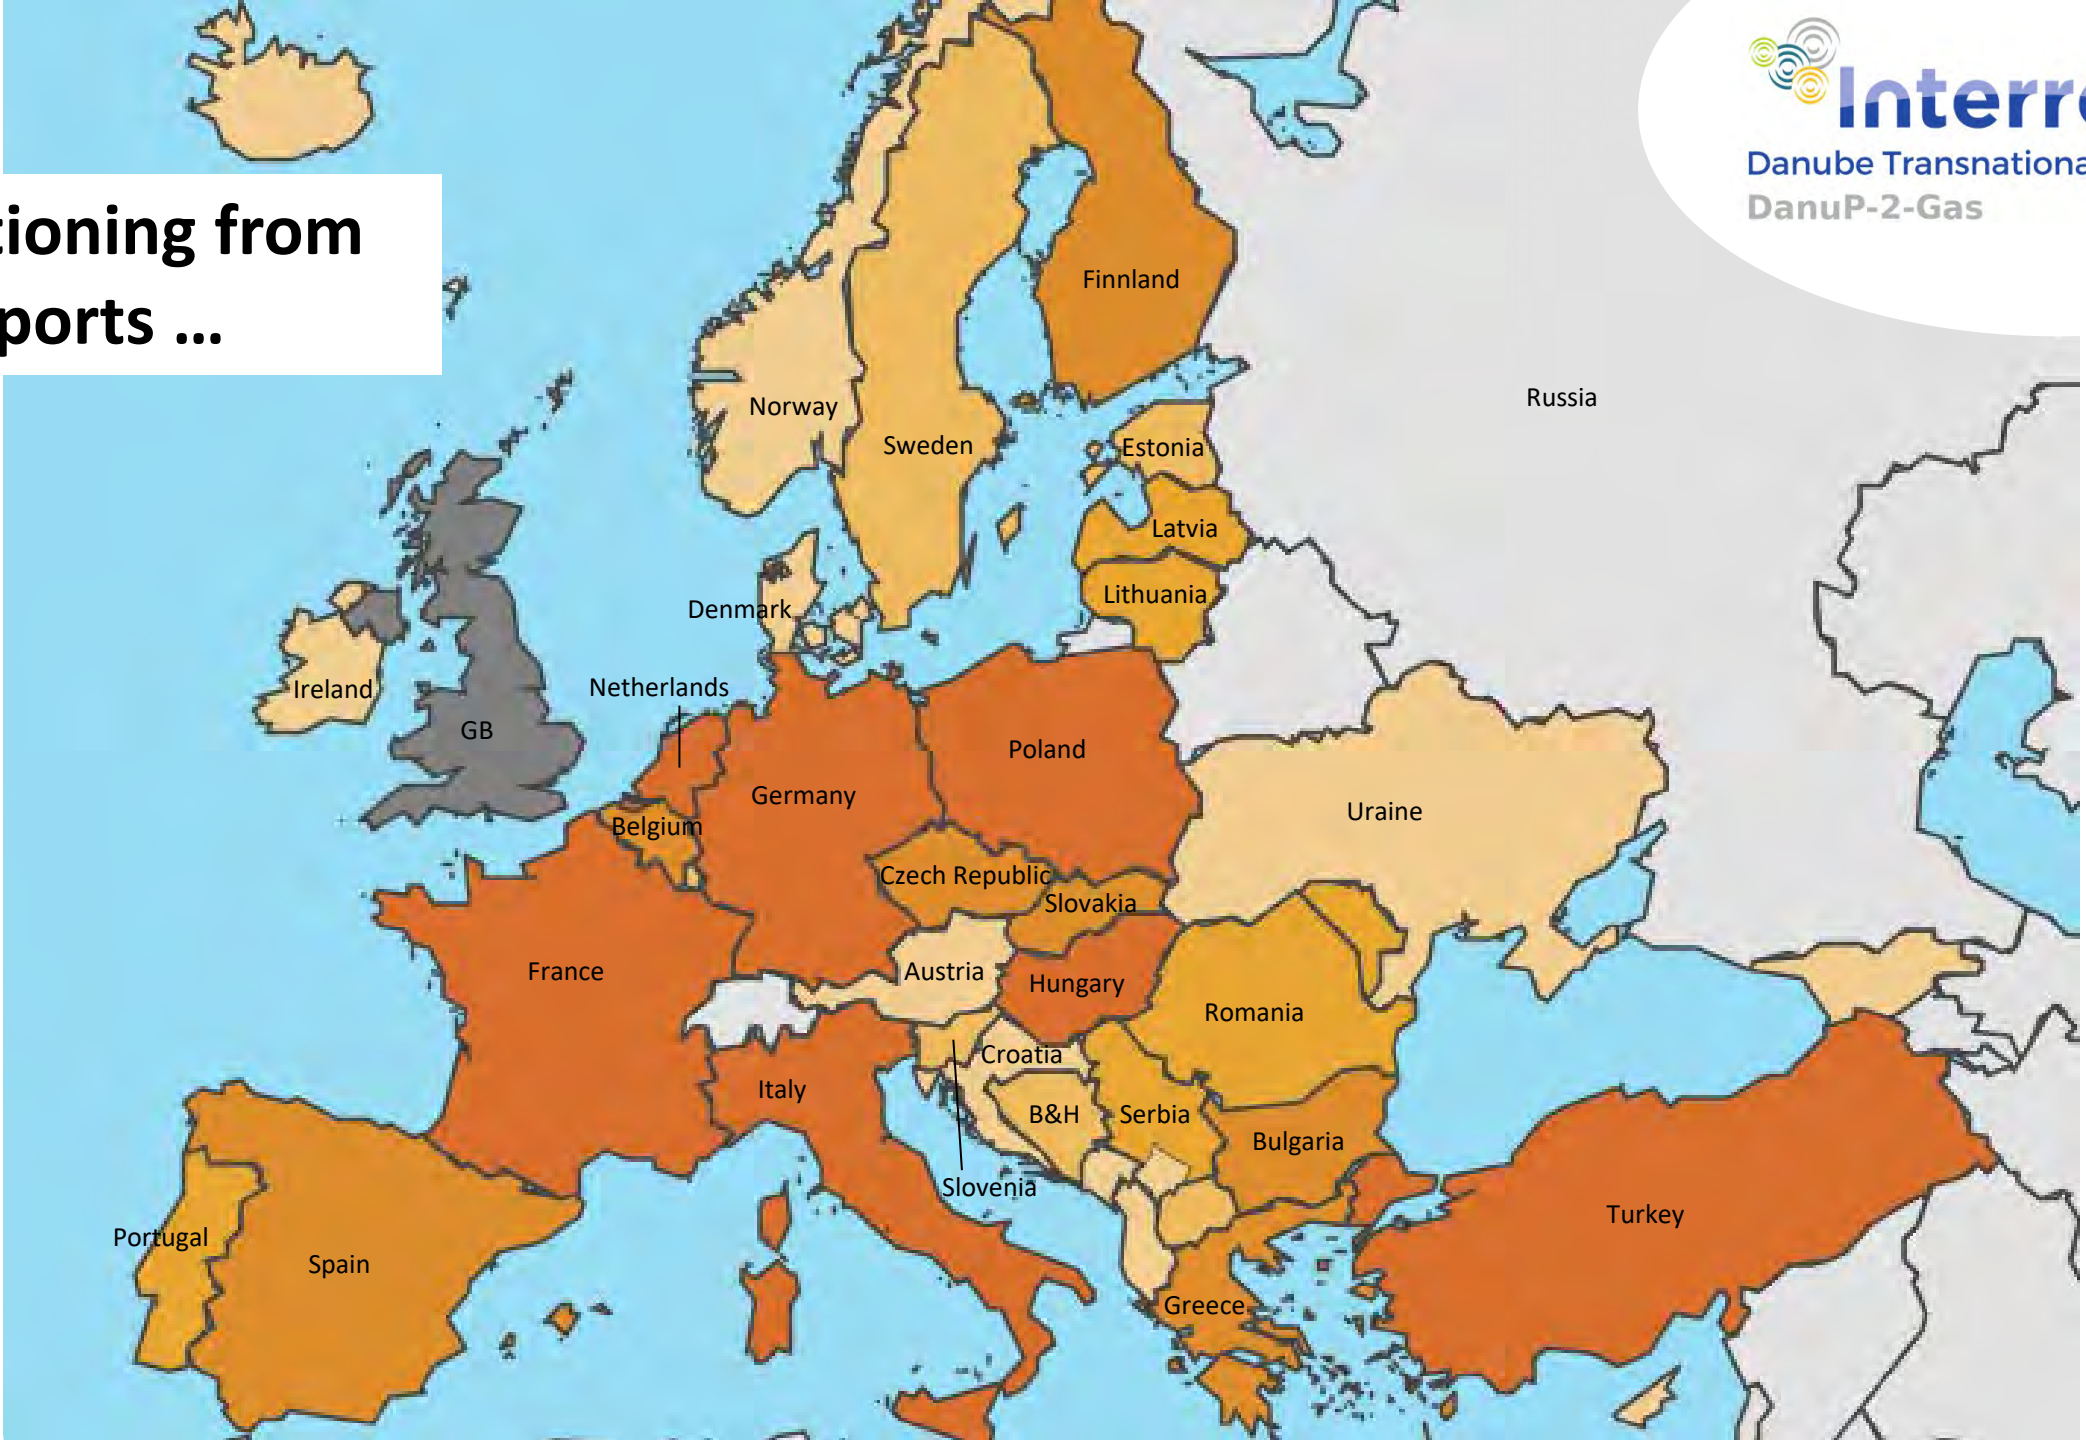 tioning from
ports ...
Interre
Danube Transnationa
DanuP-2-Gas
Finnland
Russia
Norway
Sweden
Estonia
Latvia
Lithuania
Denmark
Netherlands
Ireland
GB
Poland
Germany
Uraine
Belgium
Czech Republic
Slovakia
France
Austria
Hungary
Romania
Croatia
Italy
B&H
Serbia
Bulgaria
Slovenia
Turkey
Portugal
Spain
Greece